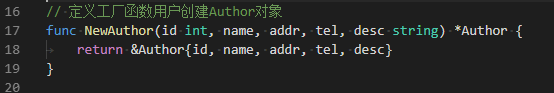 16 // 定义工厂函数用户创建Author对象
17 func NewAuthor(id int, name, addr, tel, desc string) *Author {
18 return &Author{id, name, addr, tel, desc}
19 }
20